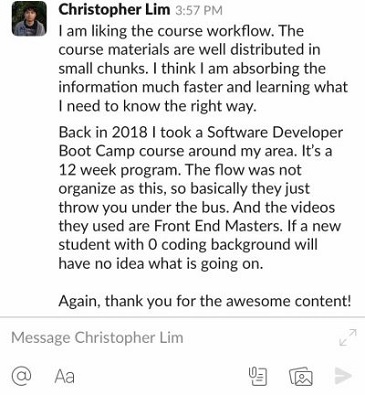 Christopher Lim 3:57 PM
I am liking the course workflow. The
course materials are well distributed in
small chunks. I think I am absorbing the
information much faster and learning what
I need to know the right way.
Back in 2018 I took a Software Developer
Boot Camp course around my area. It's a
12 week program. The flow was not
organize as this, so basically they just
throw you under the bus. And the videos
they used are Front End Masters. If a new
student with 0 coding background will
have no idea what is going on.
Again, thank you for the awesome content!
Message Christopher Lim
@ Aa